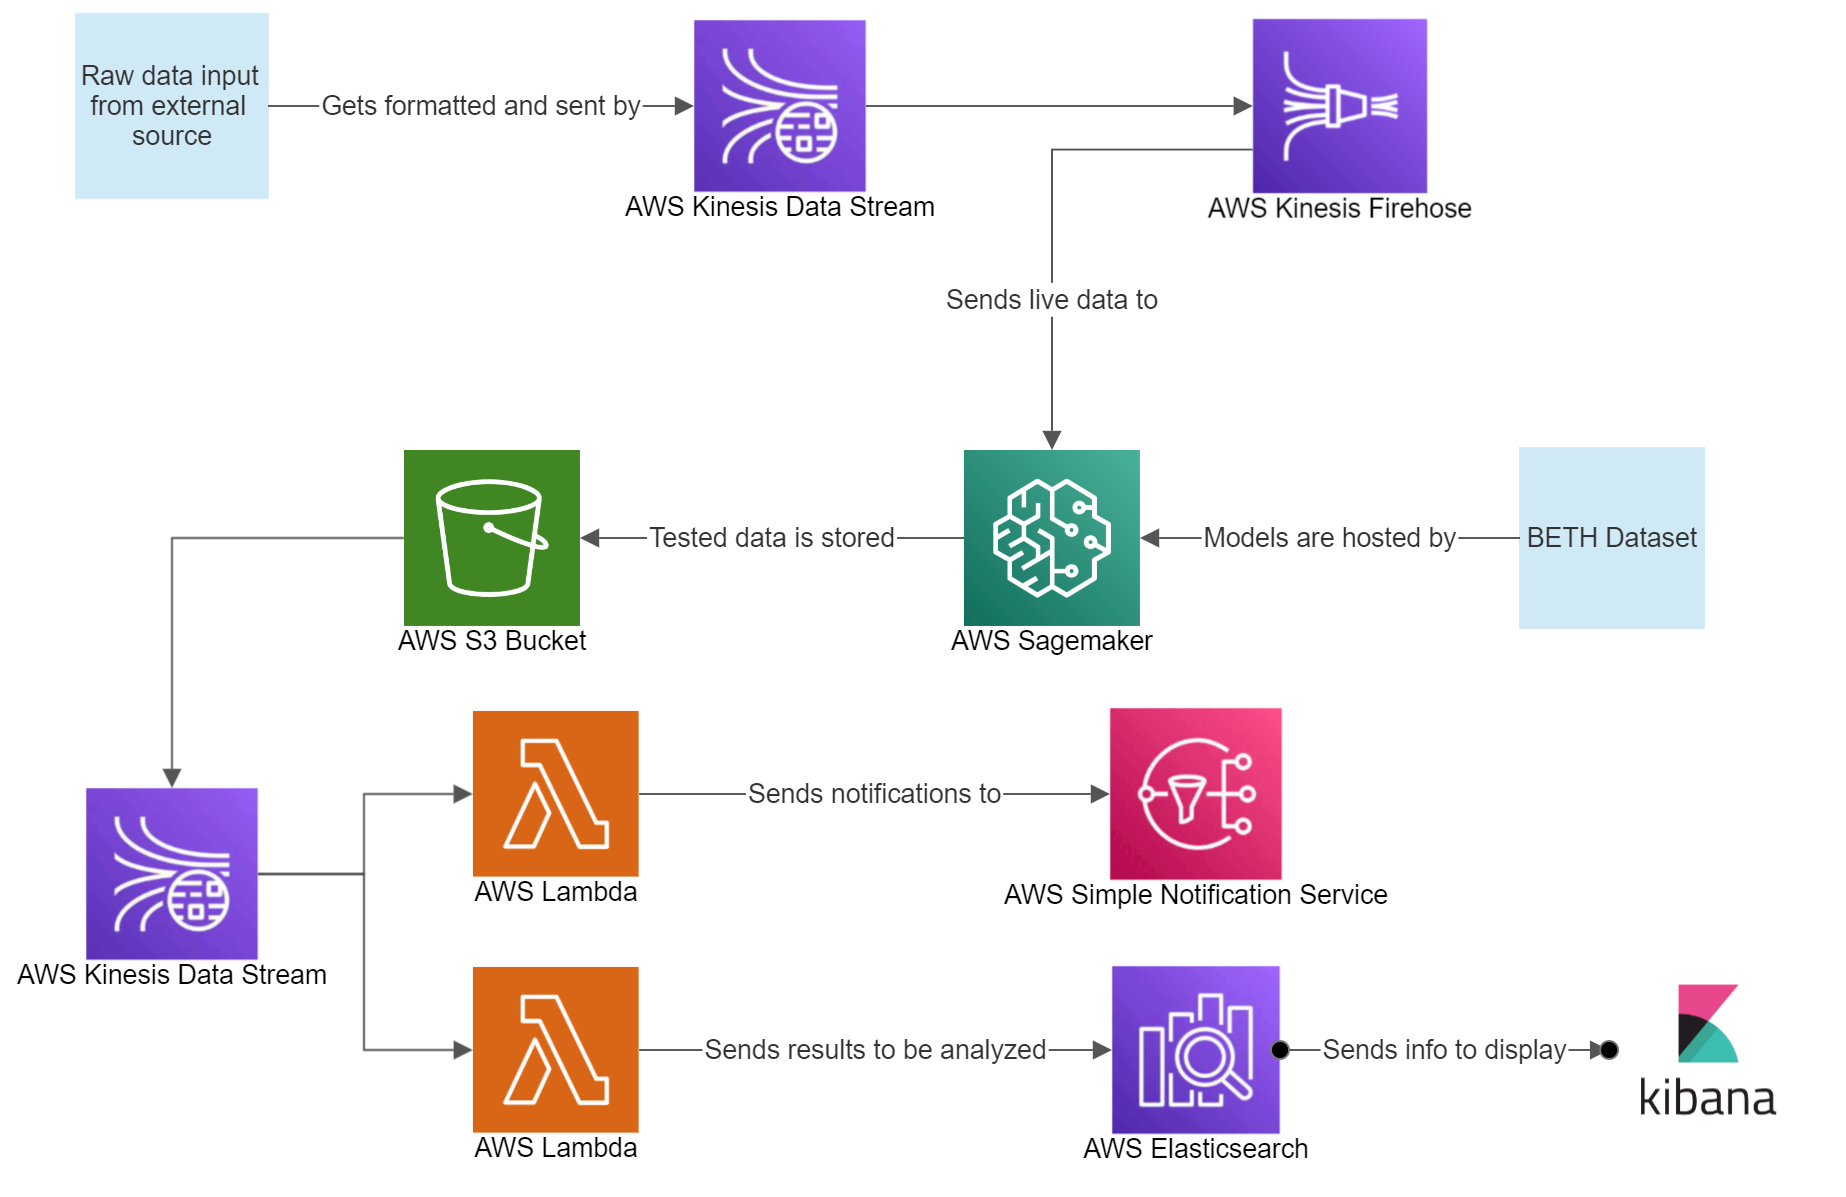 Raw data input
from external
source
Gets formatted and sent by
AWS Kinesis Data Stream
AWS Kinesis Firehose
Sends live data to
AWS S3 Bucket
Tested data is stored
AWS Sagemaker
Models are hosted by
BETH Dataset
AWS Kinesis Data Stream
AWS Lambda
Sends notifications to
AWS Simple Notification Service
AWS Lambda
Sends results to be analyzed
AWS Elasticsearch
Sends info to display
kibana